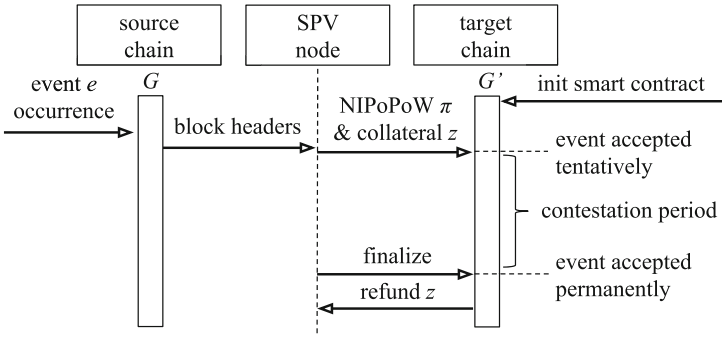 source
chain
SPV
node
target
chain
event e
occurrence
G
G’
init smart contract
block headers
NIPoPoW π
& collateral z
event accepted
tentatively
contestation period
finalize
event accepted
permanently
refund z